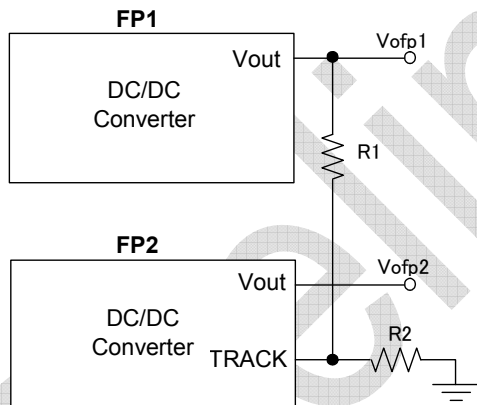 FP1
Vout
Vofp1
DC/DC
Converter
R1
FP2
Vout
Vofp2
DC/DC
Converter
R2
TRACK